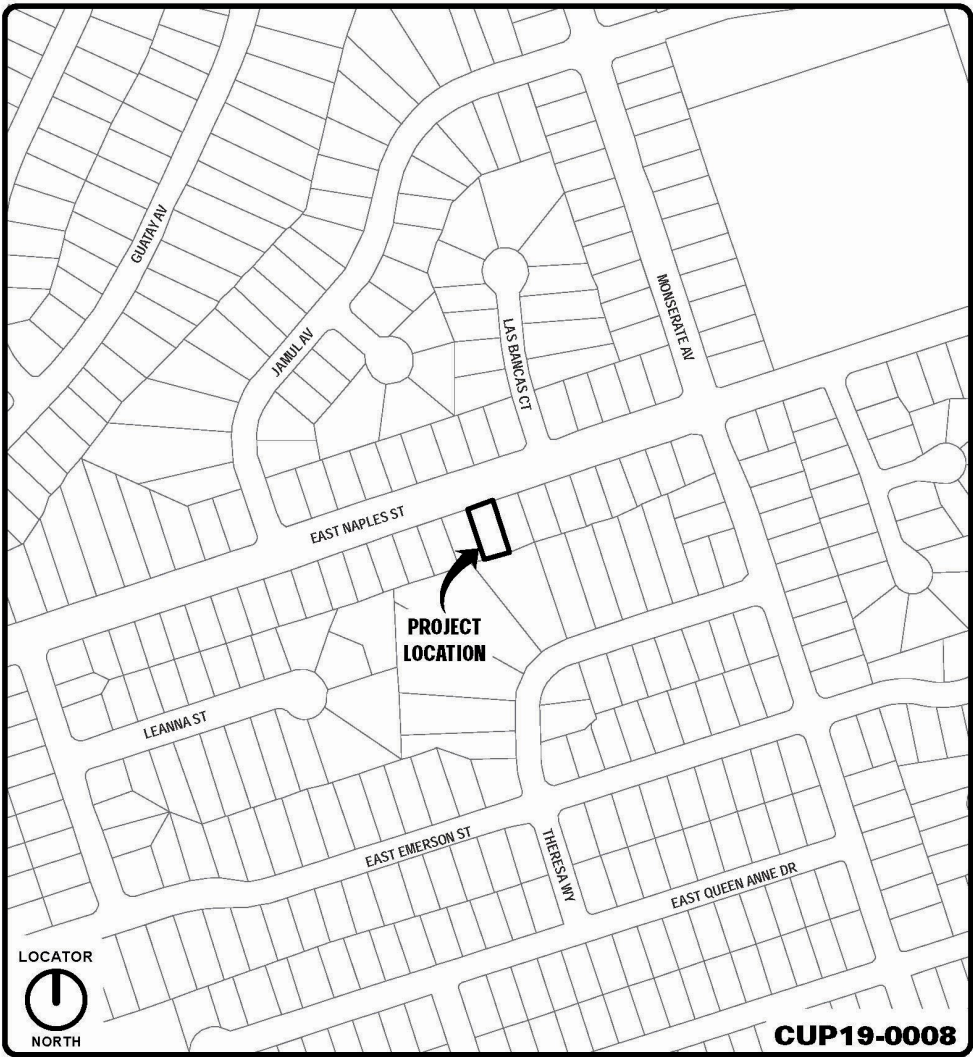 GUATAY AV
MONSERATE AV
JAMUL AV
LAS BANCAS CT
EAST NAPLES ST
PROJECT
LOCATION
LEANNA ST
EAST EMERSON ST
THERESA WY
EAST QUEEN ANNE DR
LOCATOR
NORTH
CUP19-0008